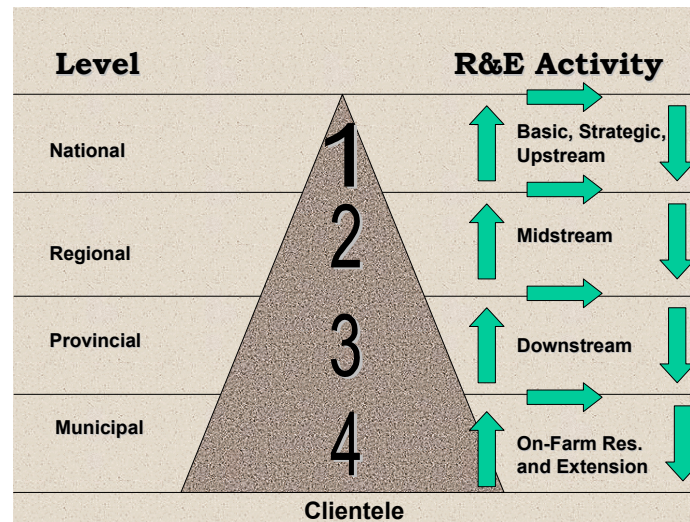 Level
R&E Activity
National
1
Basic, Strategic,
Upstream
Regional
2
Midstream
Provincial
3
Downstream
Municipal
4
On-Farm Res.
and Extension
Clientele